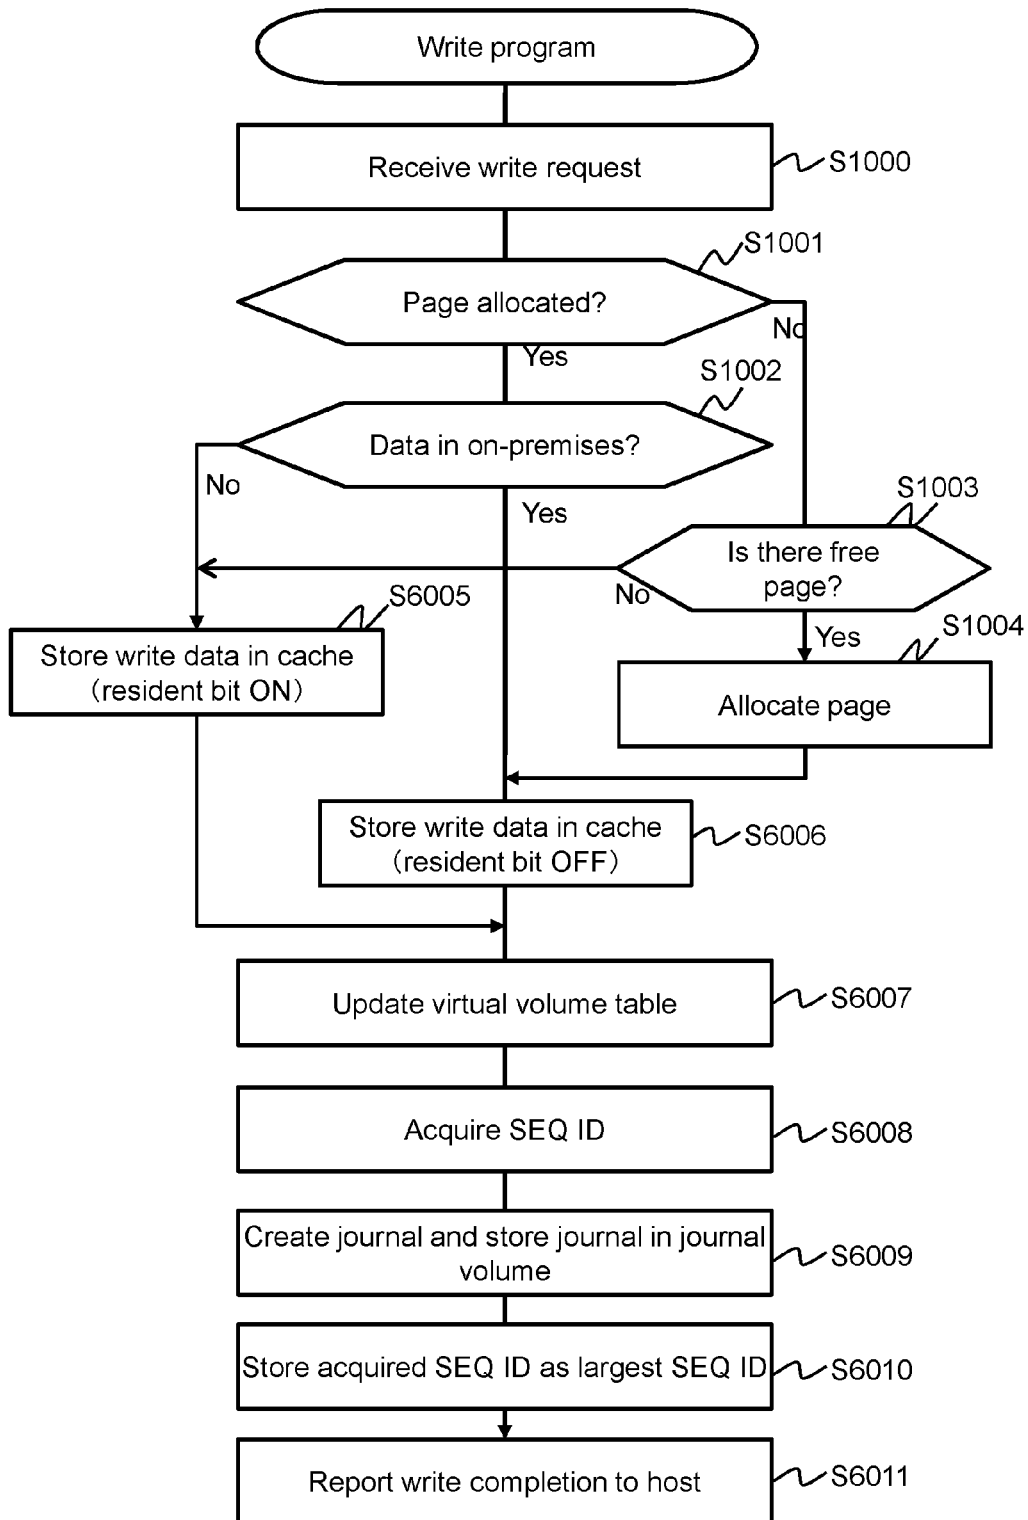 Write program
Receive write request
S1000
S1001
Page allocated?
No
Yes
S1002
Data in on-premises?
No
Yes
S1003
Is there free
page?
No
Yes
S6005
Store write data in cache
(resident bit ON)
S1004
Allocate page
Store write data in cache
(resident bit OFF)
S6006
Update virtual volume table
S6007
Acquire SEQ ID
S6008
Create journal and store journal in journal
volume
S6009
Store acquired SEQ ID as largest SEQ ID
S6010
Report write completion to host
S6011